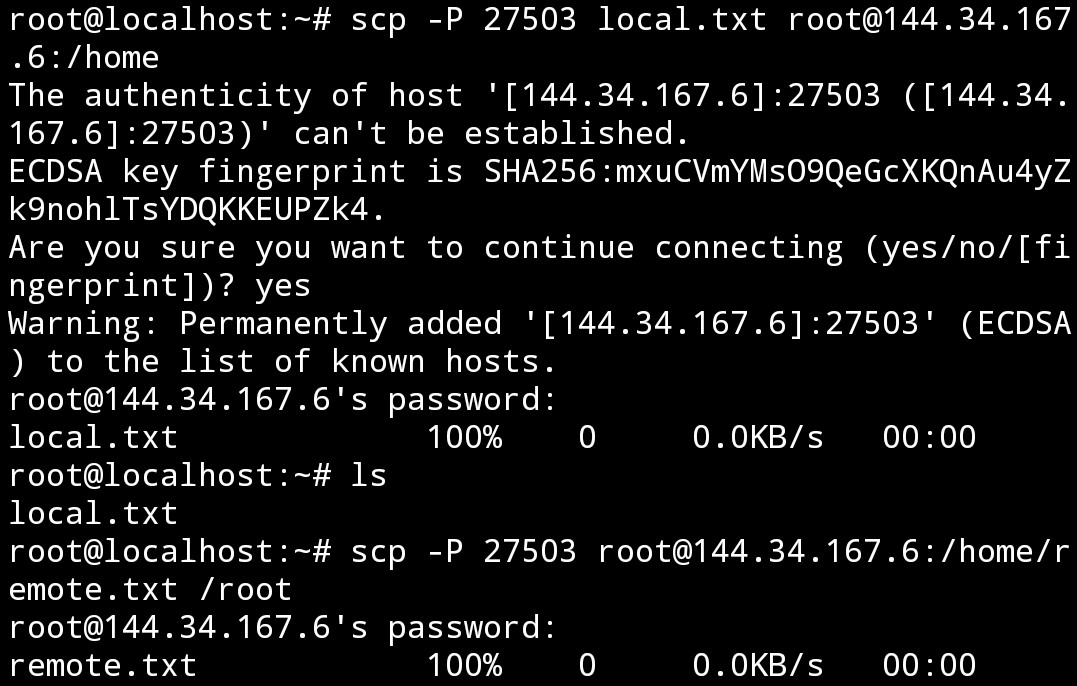 root@localhost:~# scp -P 27503 local.txt root@144.34.167
.6:/home
The authenticity of host '[144.34.167.6]:27503 ([144.34.
167.6]:27503)' can't be established.
ECDSA key fingerprint is SHA256:mxuCVmYMsO9QeGcXKQnAu4yZ
k9nohlTsYDQKKEUPZk4.
Are you sure you want to continue connecting (yes/no/[fi
ngerprint])? yes
Warning: Permanently added '[144.34.167.6]:27503' (ECDSA
) to the list of known hosts.
root@144.34.167.6's password:
local.txt             100%    0     0.0KB/s   00:00
root@localhost:~# ls
local.txt
root@localhost:~# scp -P 27503 root@144.34.167.6:/home/r
emote.txt /root
root@144.34.167.6's password:
remote.txt            100%    0     0.0KB/s   00:00